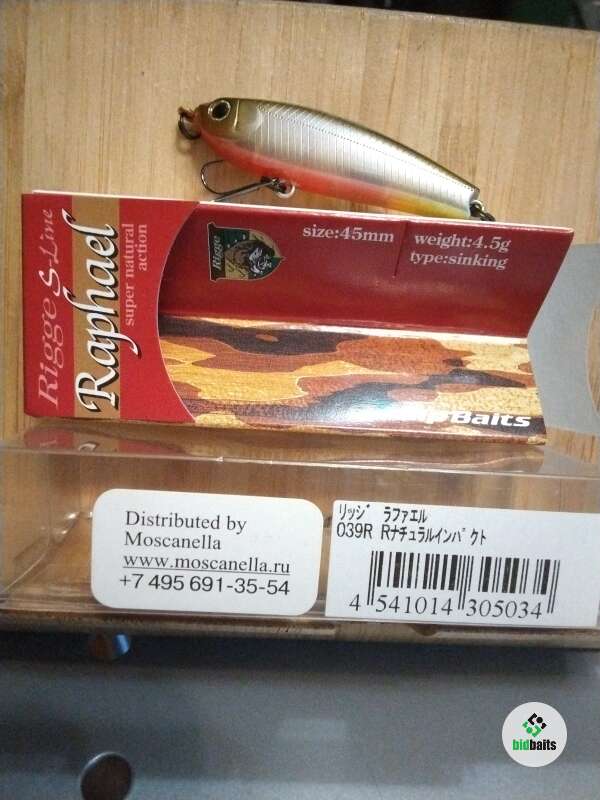 Rigge S-Line
Raphael
super natural
action
Rigge
size:45mm
weight:4.5g
type:sinking
Baits
Distributed by
Moscanella
www.moscanella.ru
+7 495 691-35-54
リッジ ラファエル
039R Rナチュラルインパクト
4 541014 305034
bidbaits